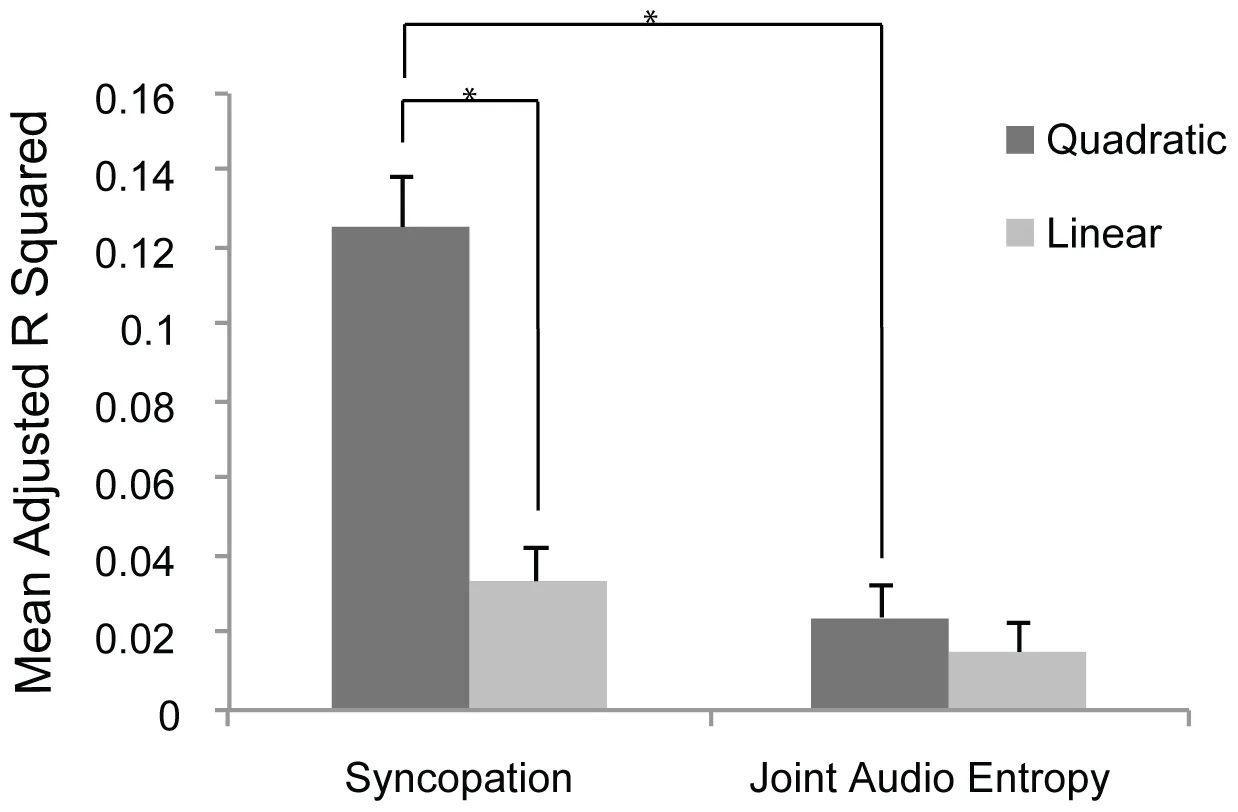 *
*
0.16
0.14
0.12
0.1
0.08
0.06
0.04
0.02
0
Mean Adjusted R Squared
Quadratic
Linear
Syncopation
Joint Audio Entropy